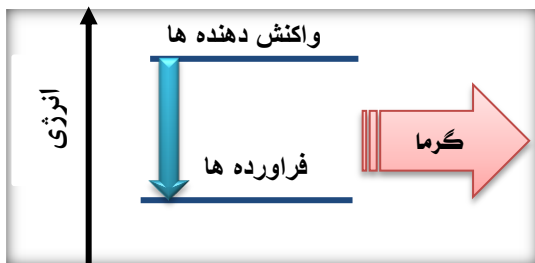 واکنش دهنده ها
انرژی
گرما
فراورده ها